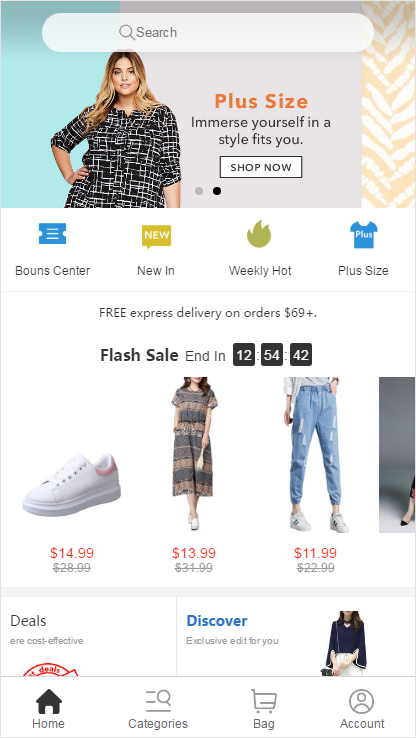 Search
Plus Size
Immerse yourself in a
style fits you.
SHOP NOW
NEW
Plus
Bouns Center
New In
Weekly Hot
Plus Size
FREE express delivery on orders $69+.
Flash Sale End In 12:54:42
$14.99
$28.99
$13.99
$31.99
$11.99
$22.99
Deals
ere cost-effective
deals
Discover
Exclusive edit for you
Home
Categories
Bag
Account